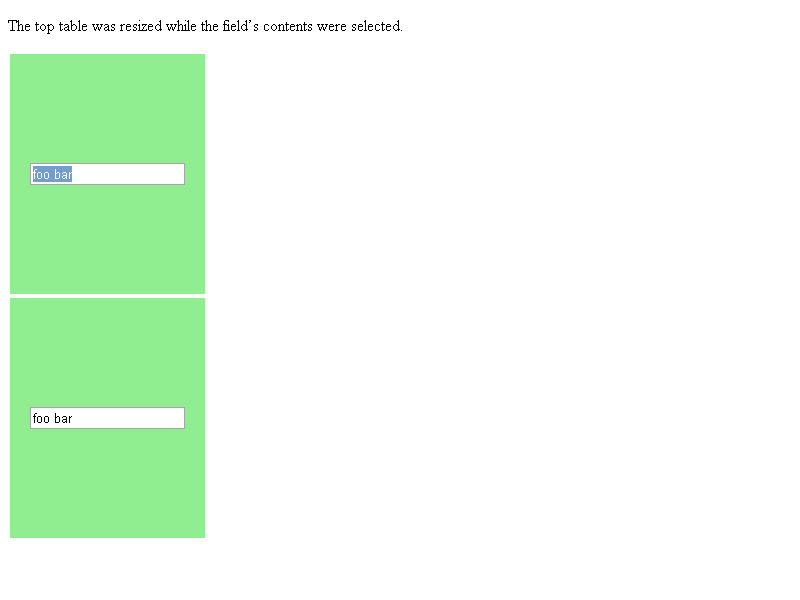 The top table was resized while the field’s contents were selected.
foo bar
foo bar